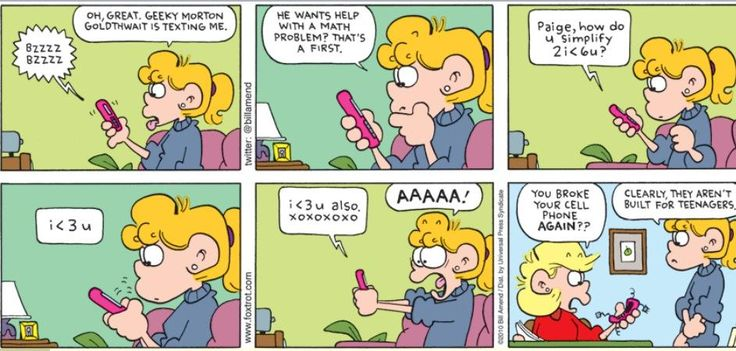 OH, GREAT. GEEKY MORTON
GOLDTHWAIT IS TEXTING ME.
BZZZZ
BZZZZ
twitter: @billamend
HE WANTS HELP
WITH A MATH
PROBLEM? THAT'S
A FIRST.
Paige, how do
u simplify
2i<6u?
i<3u
www.foxtrot.com
i<3u also.
xoxoxoxo
AAAAA!
©2010 Bill Amend / Dist. by Universal Press Syndicate
YOU BROKE
YOUR CELL
PHONE
AGAIN??
CLEARLY, THEY AREN'T
BUILT FOR TEENAGERS.